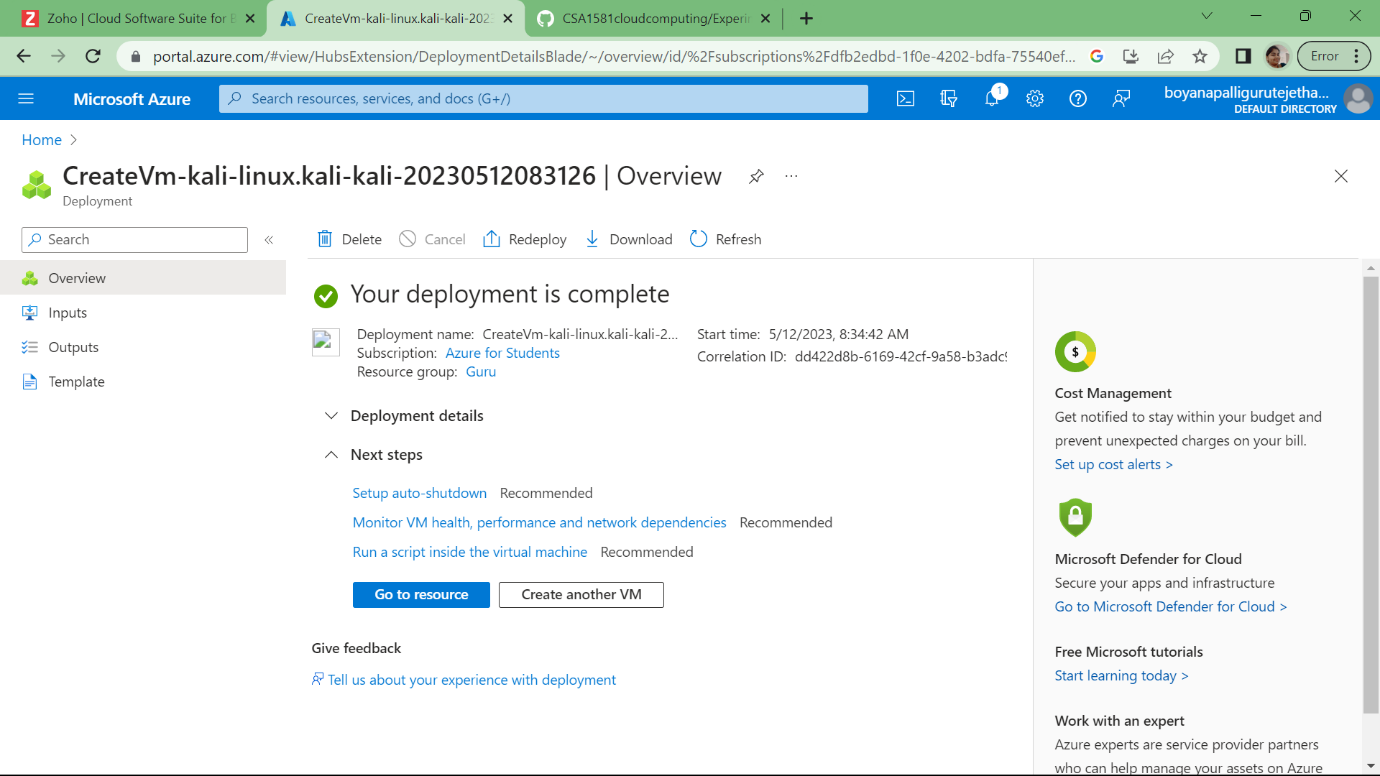 Zoho | Cloud Software Suite for B
CreateVm-kali-linux.kali-kali-2023
CSA1581cloudcomputing/Experin
portal.azure.com/#view/HubsExtension/DeploymentDetailsBlade/~/overview/id/%2Fsubscriptions%2Fdfb2edbd-1f0e-4202-bdfa-75540ef...
Error
Microsoft Azure
Search resources, services, and docs (G+/)
1
boyanapalligurutejetha...
DEFAULT DIRECTORY
Home
CreateVm-kali-linux.kali-kali-20230512083126 | Overview
Deployment
Search
Delete
Cancel
Redeploy
Download
Refresh
Overview
Inputs
Outputs
Template
Your deployment is complete
Deployment name: CreateVm-kali-linux.kali-kali-2...
Subscription: Azure for Students
Resource group: Guru
Start time: 5/12/2023, 8:34:42 AM
Correlation ID: dd422d8b-6169-42cf-9a58-b3adc9
Deployment details
Next steps
Setup auto-shutdown Recommended
Monitor VM health, performance and network dependencies Recommended
Run a script inside the virtual machine Recommended
Go to resource
Create another VM
Give feedback
Tell us about your experience with deployment
$
Cost Management
Get notified to stay within your budget and
prevent unexpected charges on your bill.
Set up cost alerts >
Microsoft Defender for Cloud
Secure your apps and infrastructure
Go to Microsoft Defender for Cloud >
Free Microsoft tutorials
Start learning today >
Work with an expert
Azure experts are service provider partners
who can help manage your assets on Azure